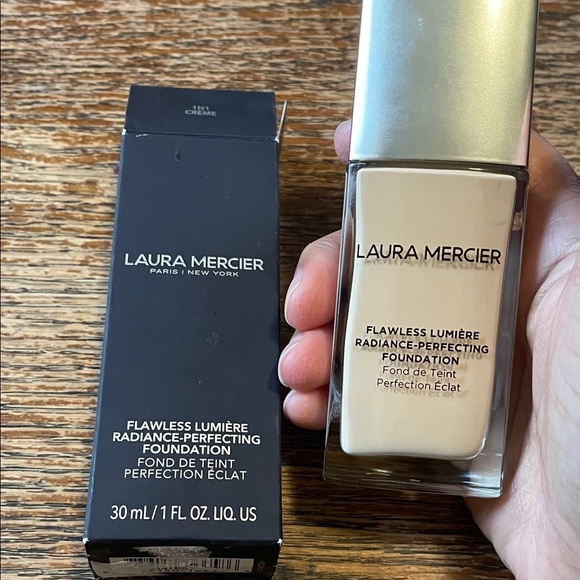 1N1
CRÈME
LAURA MERCIER
PARIS | NEW YORK
FLAWLESS LUMIÈRE
RADIANCE-PERFECTING
FOUNDATION
FOND DE TEINT
PERFECTION ÉCLAT
30 mL/1 FL. OZ. LIQ. US
LAURA MERCIER
FLAWLESS LUMIÈRE
RADIANCE-PERFECTING
FOUNDATION
Fond de Teint
Perfection Éclat